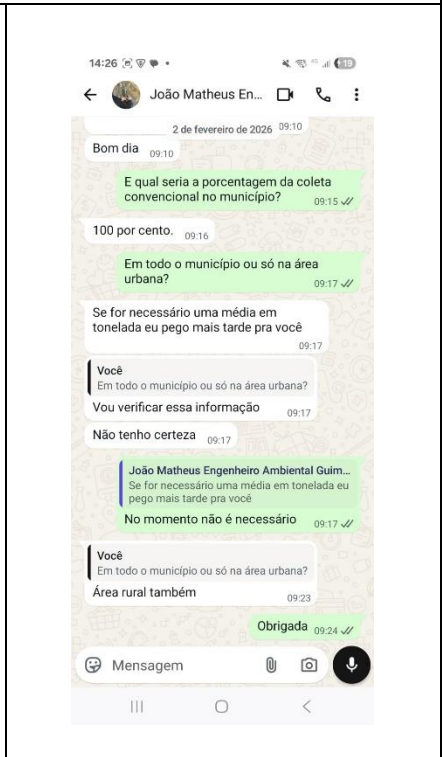 14:26
19
João Matheus En...
2 de fevereiro de 2026 09:10
Bom dia 09:10
E qual seria a porcentagem da coleta
convencional no município? 09:15
100 por cento. 09:16
Em todo o município ou só na área
urbana? 09:17
Se for necessário uma média em
tonelada eu pego mais tarde pra você
09:17
Você
Em todo o município ou só na área urbana?
Vou verificar essa informação 09:17
Não tenho certeza 09:17
João Matheus Engenheiro Ambiental Guim...
Se for necessário uma média em tonelada eu
pego mais tarde pra você
No momento não é necessário 09:17
Você
Em todo o município ou só na área urbana?
Área rural também 09:23
Obrigada 09:24
Mensagem